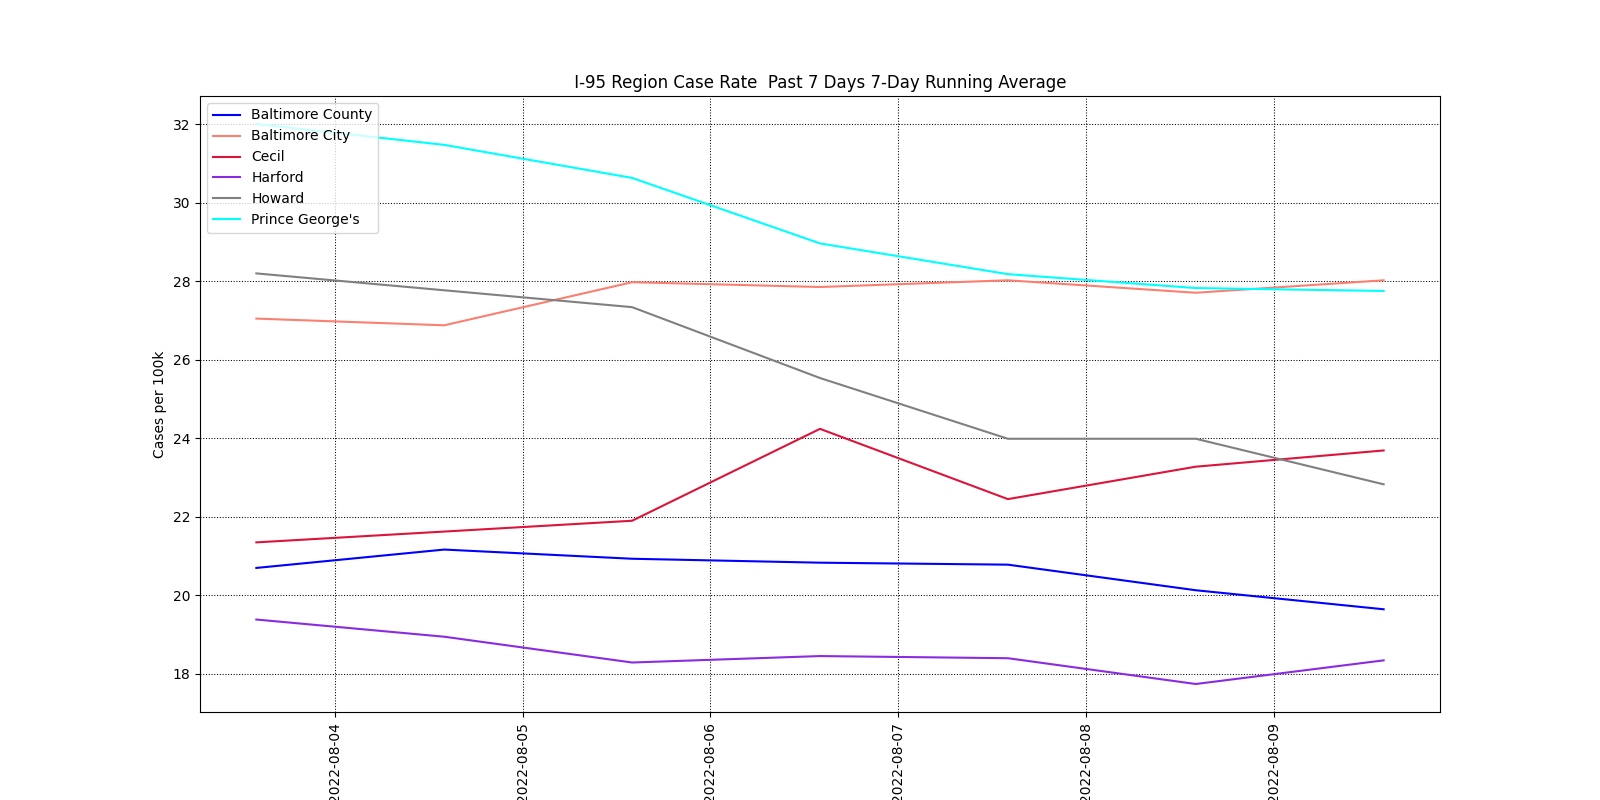 I-95 Region Case Rate  Past 7 Days 7-Day Running Average
Baltimore County
Baltimore City
Cecil
Harford
Howard
Prince George's
Cases per 100k
32
30
28
26
24
22
20
18
2022-08-04
2022-08-05
2022-08-06
2022-08-07
2022-08-08
2022-08-09